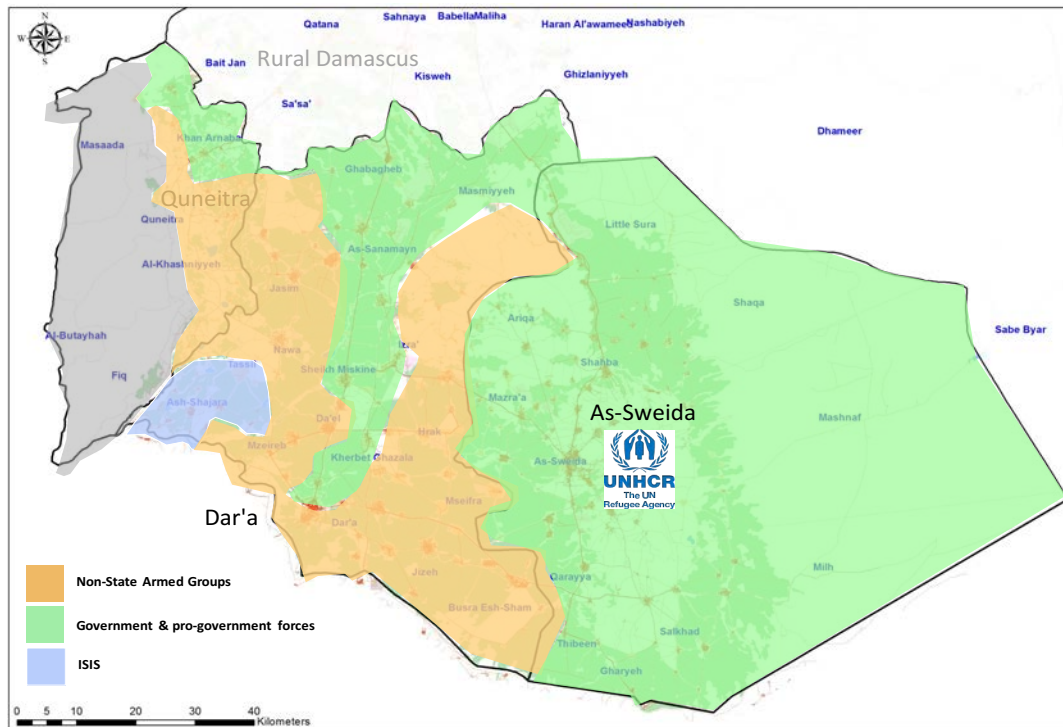 N
W E
S
Qatana
Sahnaya
Babella
Maliha
Haran Al'awameed
Nashabiyeh
Bait Jan
Rural Damascus
Kisweh
Ghizlaniyyeh
Sa'sa'
Dhameer
Khan Arnaba
Masaada
Ghabagheb
Masmiyyeh
Quneitra
Quneitra
Little Sura
As-Sanamayn
Al-Khashniyyeh
Jasim
Shaqa
Ariqa
Sabe Byar
Al-Butayhah
Izra'
Nawa
Tassil
Sheikh Miskine
Shahba
Fiq
Ash-Shajara
Mazra'a
As-Sweida
Mashnaf
Da'el
Hrak
Mzeireb
Kherbet Ghazala
As-Sweida
UNHCR
The UN
Refugee Agency
Mseifra
Dar'a
Dar'a
Jizeh
Qarayya
Milh
Busra Esh-Sham
Salkhad
Thibeen
Gharyeh
Non-State Armed Groups
Government & pro-government forces
ISIS
0 5 10 20 30 40
Kilometers